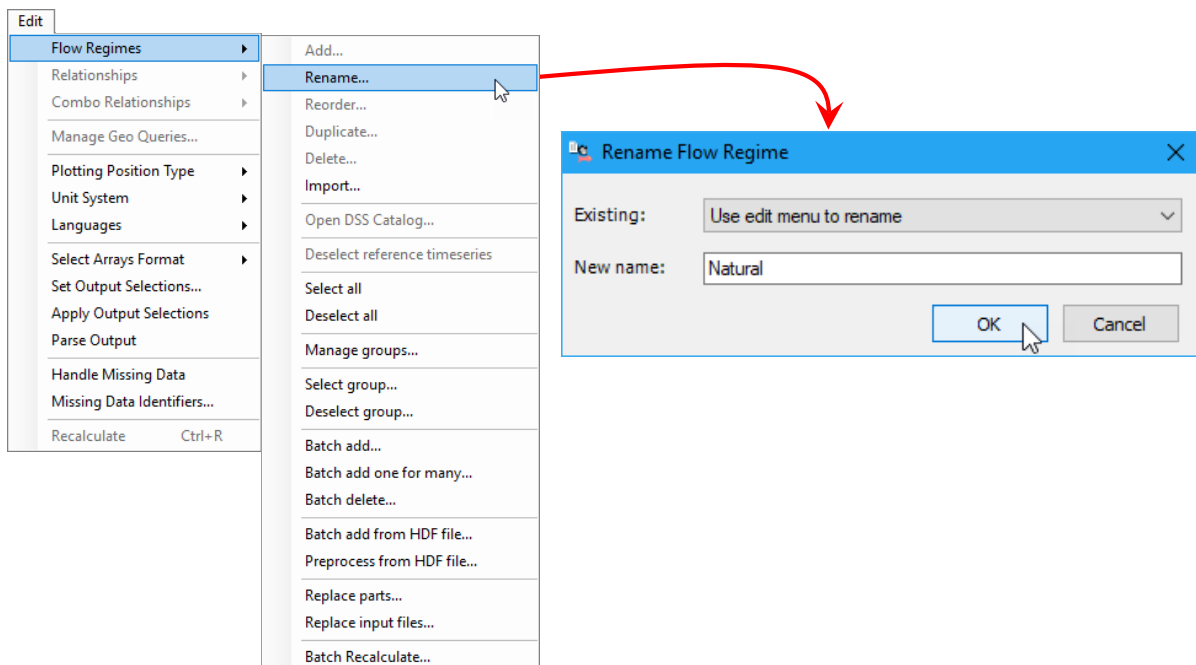 Edit
Flow Regimes
Relationships
Combo Relationships
Manage Geo Queries...
Plotting Position Type
Unit System
Languages
Select Arrays Format
Set Output Selections...
Apply Output Selections
Parse Output
Handle Missing Data
Missing Data Identifiers...
Recalculate Ctrl+R
Add...
Rename...
Reorder...
Duplicate...
Delete...
Import...
Open DSS Catalog...
Deselect reference timeseries
Select all
Deselect all
Manage groups...
Select group...
Deselect group...
Batch add...
Batch add one for many...
Batch delete...
Batch add from HDF file...
Preprocess from HDF file...
Replace parts...
Replace input files...
Batch Recalculate...
Rename Flow Regime
Existing: Use edit menu to rename
New name: Natural
OK Cancel